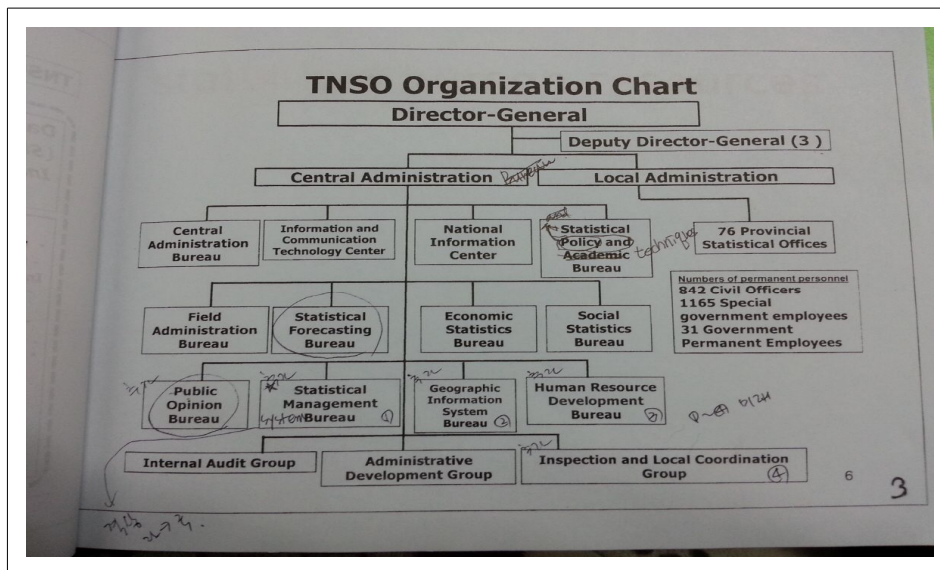 TNSO Organization Chart
Director-General
Deputy Director-General (3 )
Central Administration
Bureau
Local Administration
Central
Administration
Bureau
Information and
Communication
Technology Center
National
Information
Center
Statistical
Policy and
Academic
Bureau
technique
76 Provincial
Statistical Offices
Numbers of permanent personnel
842 Civil Officers
1165 Special
government employees
31 Government
Permanent Employees
Field
Administration
Bureau
Statistical
Forecasting
Bureau
Economic
Statistics
Bureau
Social
Statistics
Bureau
Public
Opinion
Bureau
Statistical
Management
System Bureau ①
Geographic
Information
System
Bureau ②
Human Resource
Development
Bureau ③
Internal Audit Group
Administrative
Development Group
Inspection and Local Coordination
Group ④
6
3